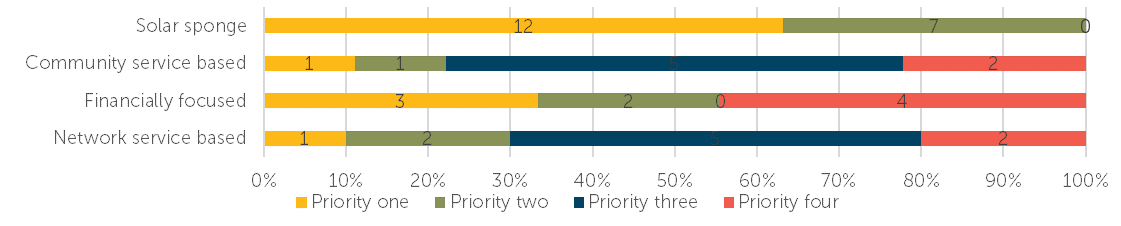 Solar sponge 12 7 0
Community service based 1 1 5 2
Financially focused 3 2 0 4
Network service based 1 2 5 2
0% 10% 20% 30% 40% 50% 60% 70% 80% 90% 100%
Priority one Priority two Priority three Priority four